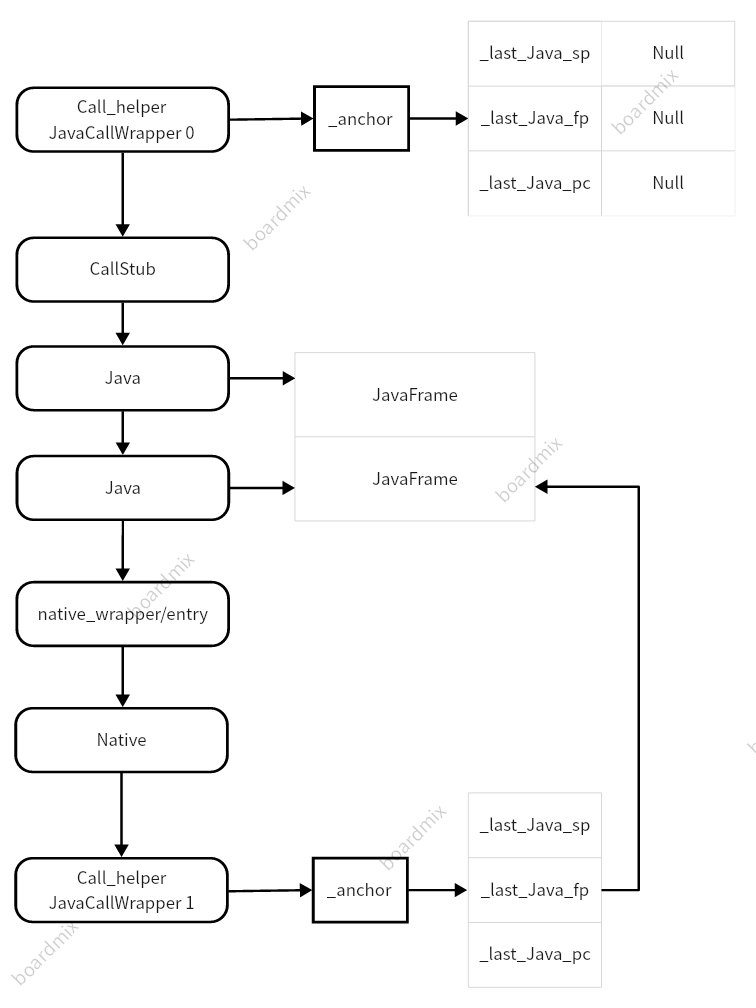 _last_Java_sp Null
Call_helper
JavaCallWrapper 0
_anchor
_last_Java_fp Null
boardmix
_last_Java_pc Null
boardmix
CallStub
Java
JavaFrame
Java
JavaFrame
boardmix
native_wrapper/entry
boardmix
Native
_last_Java_sp
boardmix
Call_helper
JavaCallWrapper 1
_anchor
_last_Java_fp
_last_Java_pc
boardmix